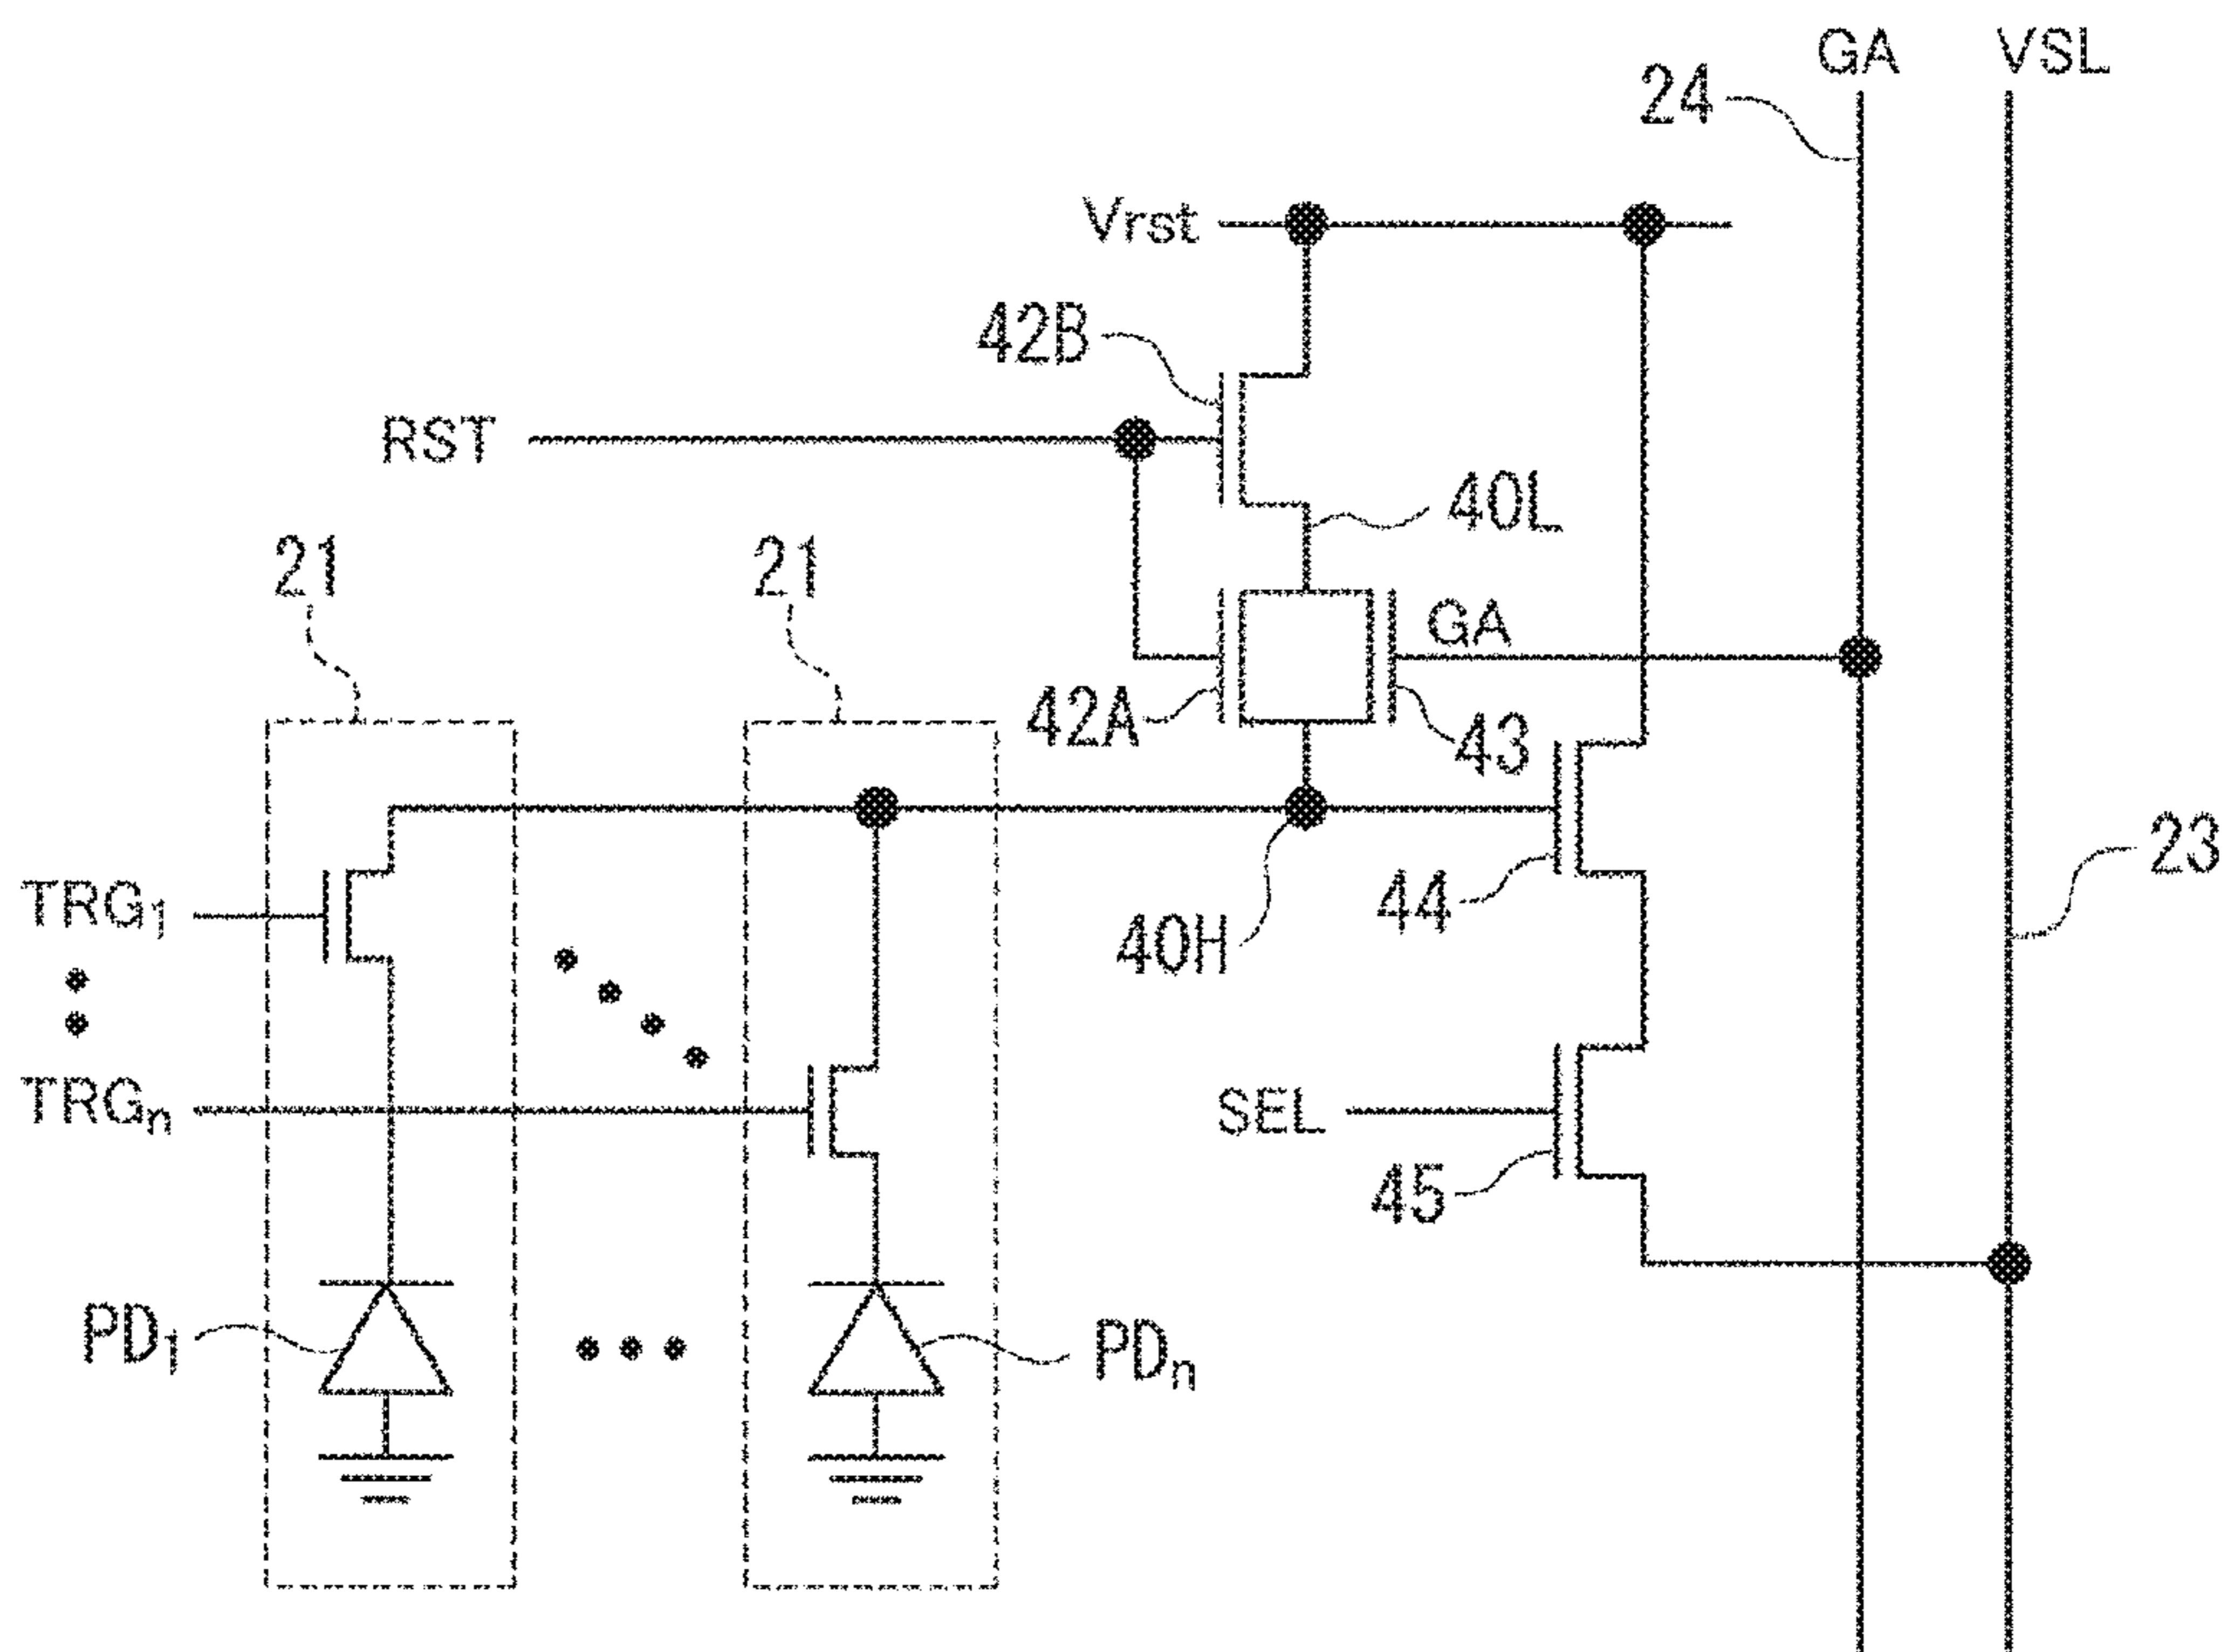 GA VSL
24
Vrst
42B
RST
40L
21 21
GA
42A
43
TRG1
44
23
40H
TRGn
SEL
45
PD1
PDn